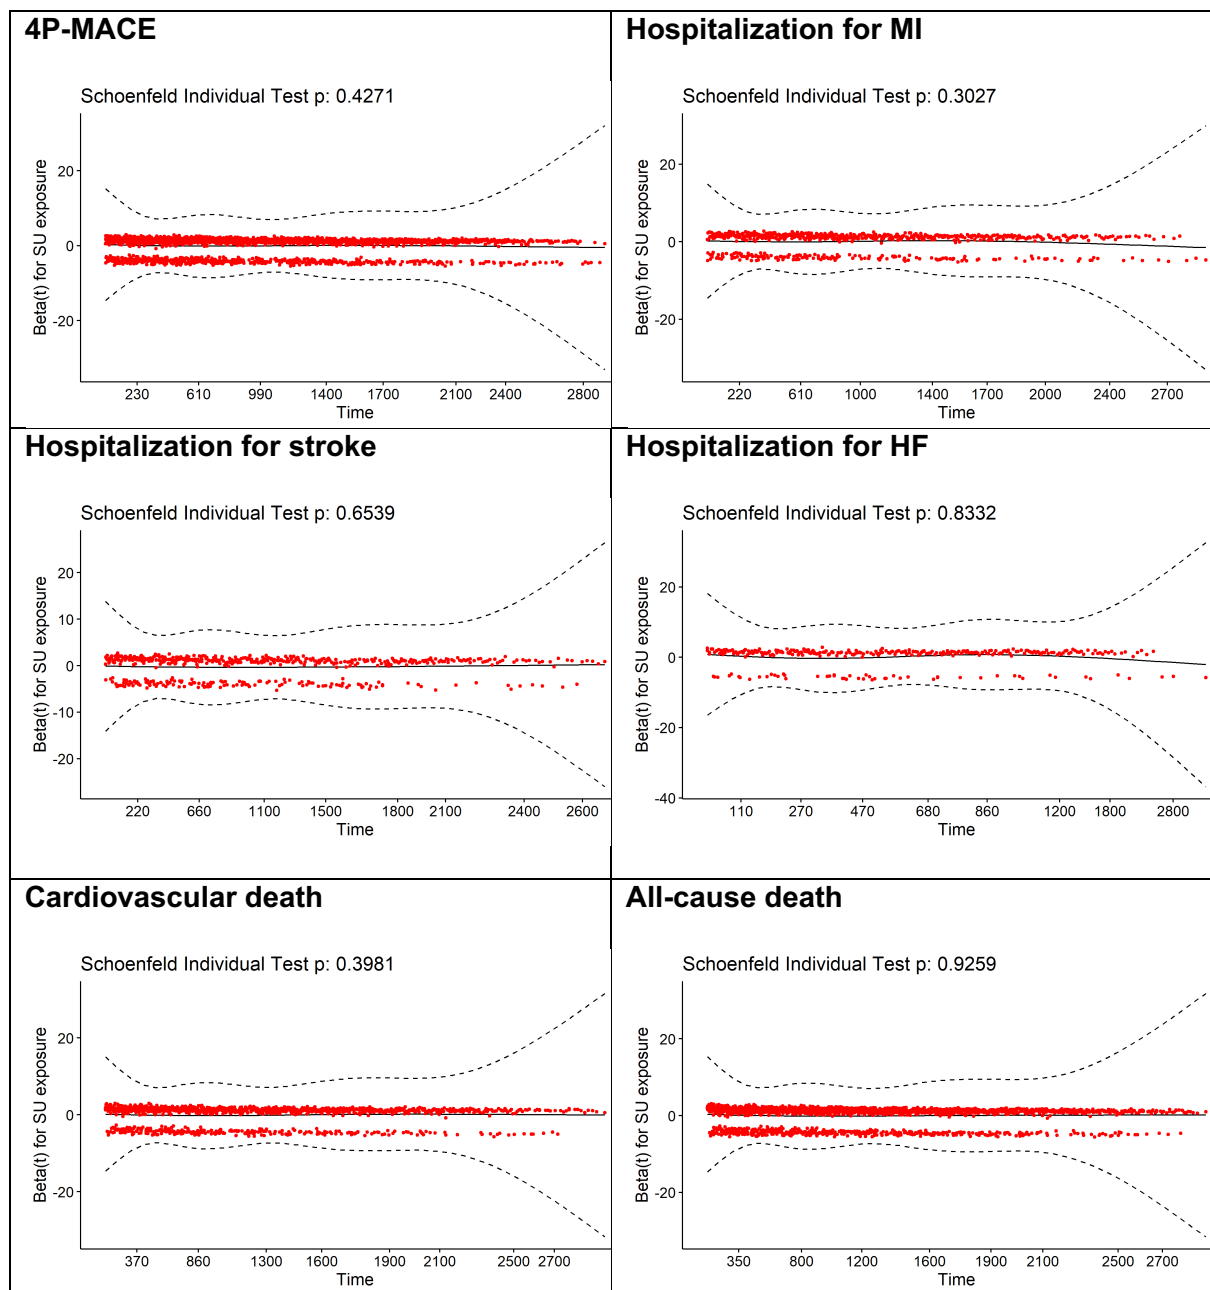 4P-MACE
Schoenfeld Individual Test p: 0.4271
Beta(t) for SU exposure
20
0
-20
230 610 990 1400 1700 2100 2400 2800
Time
Hospitalization for MI
Schoenfeld Individual Test p: 0.3027
Beta(t) for SU exposure
20
0
-20
220 610 1000 1400 1700 2000 2400 2700
Time
Hospitalization for stroke
Schoenfeld Individual Test p: 0.6539
Beta(t) for SU exposure
20
10
0
-10
-20
220 660 1100 1500 1800 2100 2400 2600
Time
Hospitalization for HF
Schoenfeld Individual Test p: 0.8332
Beta(t) for SU exposure
20
0
-20
-40
110 270 470 680 860 1200 1800 2800
Time
Cardiovascular death
Schoenfeld Individual Test p: 0.3981
Beta(t) for SU exposure
20
0
-20
370 860 1300 1600 1900 2100 2500 2700
Time
All-cause death
Schoenfeld Individual Test p: 0.9259
Beta(t) for SU exposure
20
0
-20
350 800 1200 1600 1900 2100 2500 2700
Time